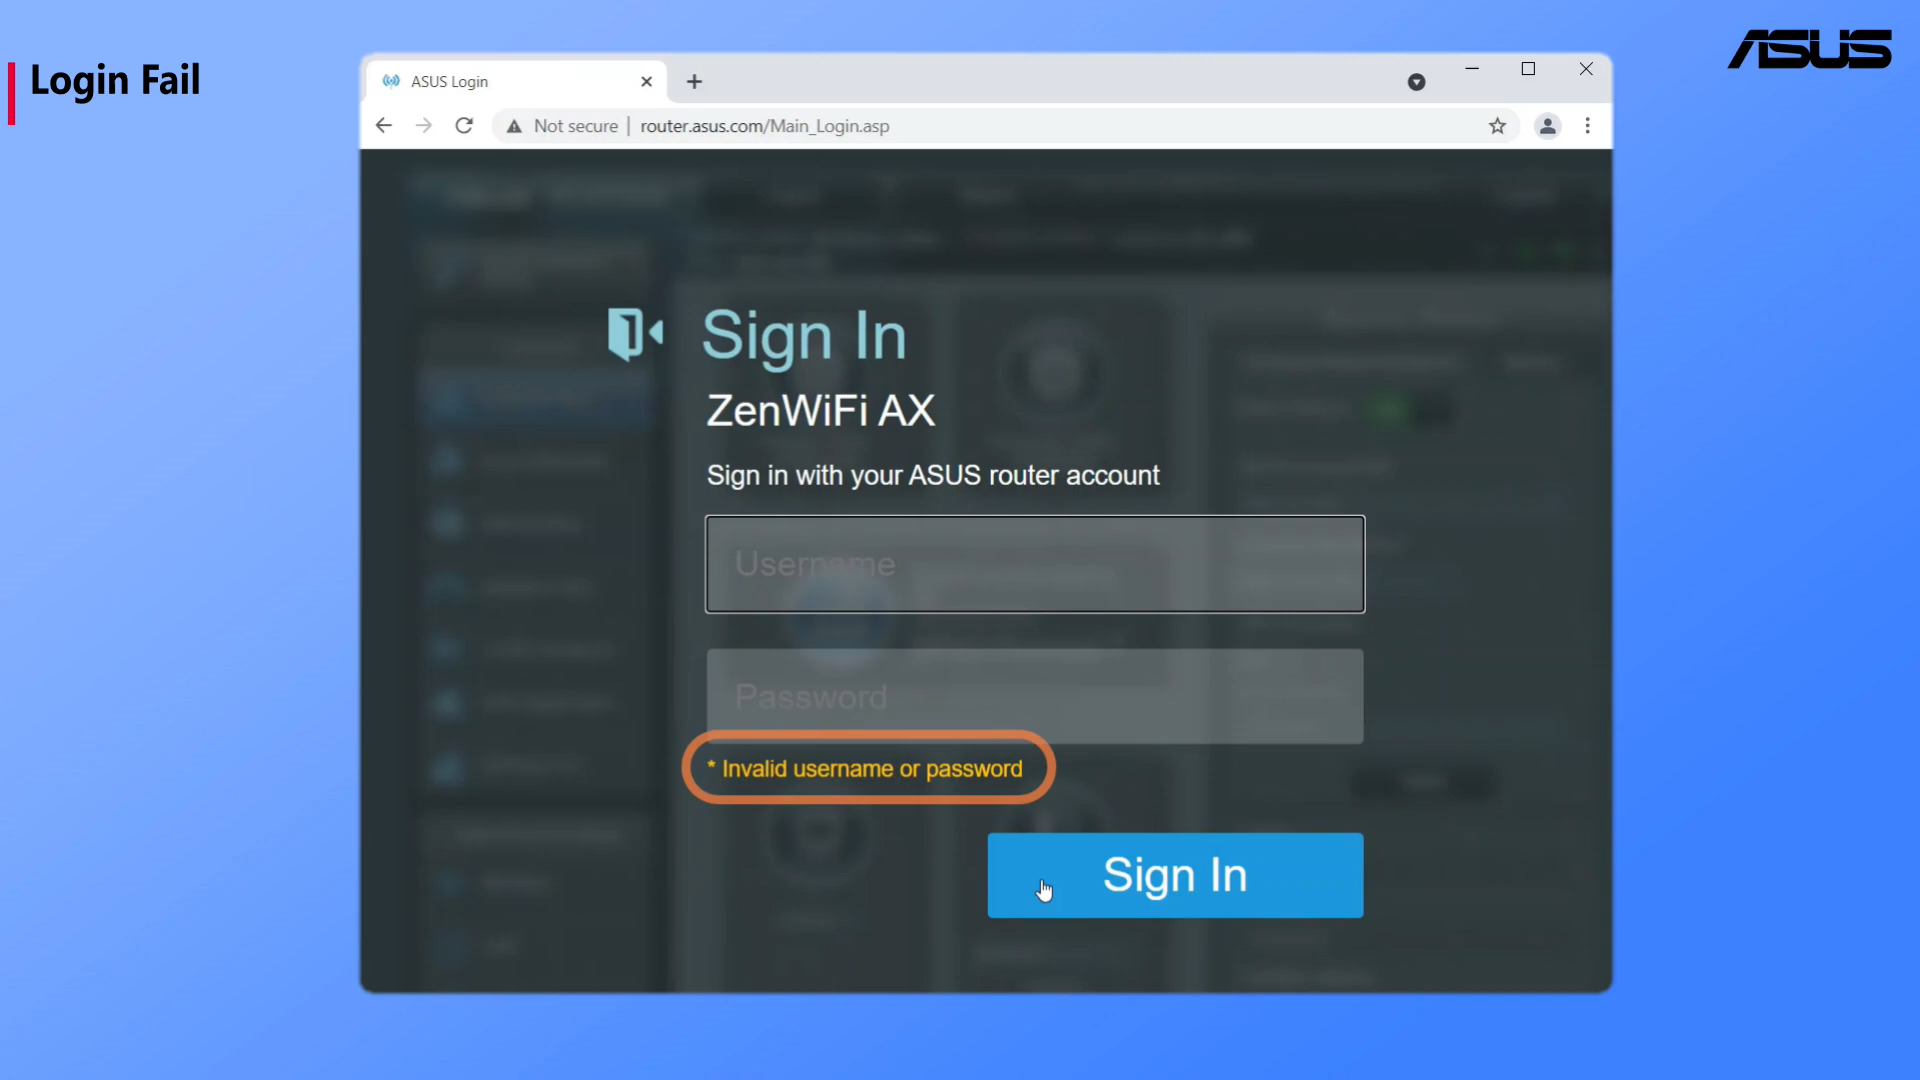 Login Fail
ASUS
ASUS Login
Not secure | router.asus.com/Main_Login.asp
Sign In
ZenWiFi AX
Sign in with your ASUS router account
Username
Password
* Invalid username or password
Sign In